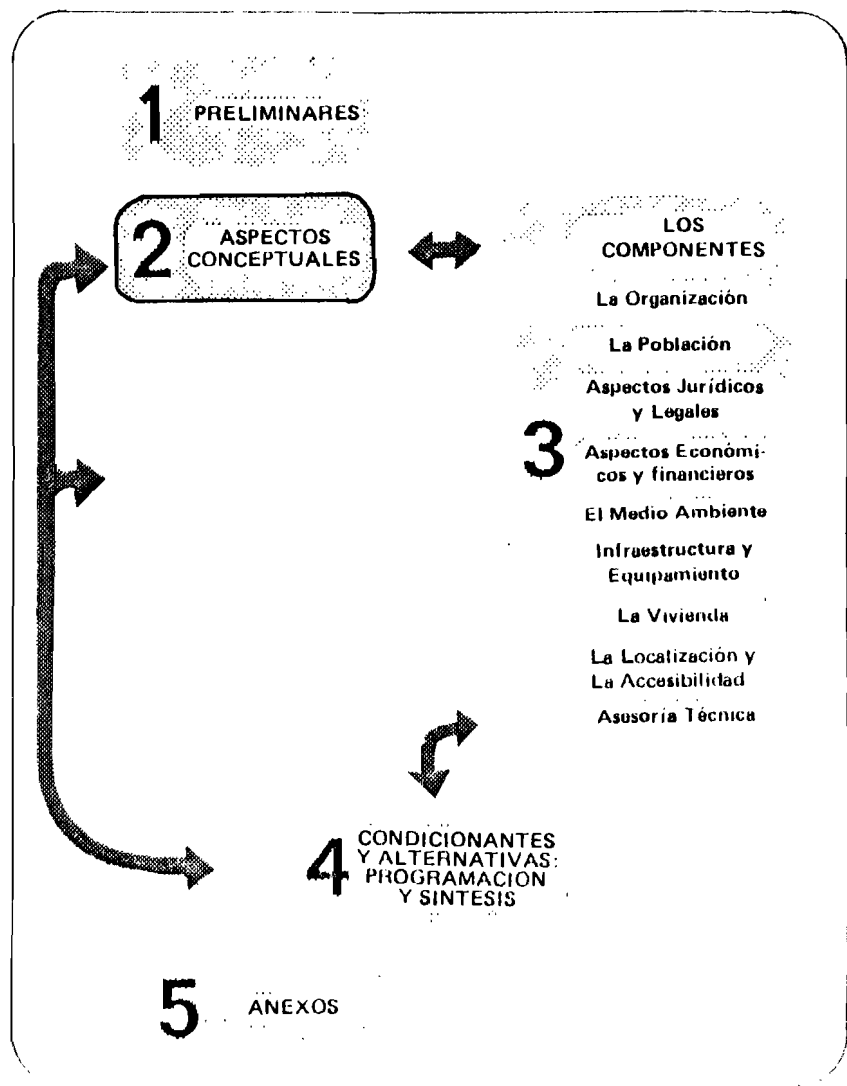 1 PRELIMINARES
2 ASPECTOS
CONCEPTUALES
LOS
COMPONENTES
La Organización
La Población
Aspectos Jurídicos
y Legales
3
Aspectos Económi-
cos y financieros
El Medio Ambiente
Infraestructura y
Equipamiento
La Vivienda
La Localización y
La Accesibilidad
Asesoría Técnica
4 CONDICIONANTES
Y ALTERNATIVAS:
PROGRAMACION
Y SINTESIS
5 ANEXOS